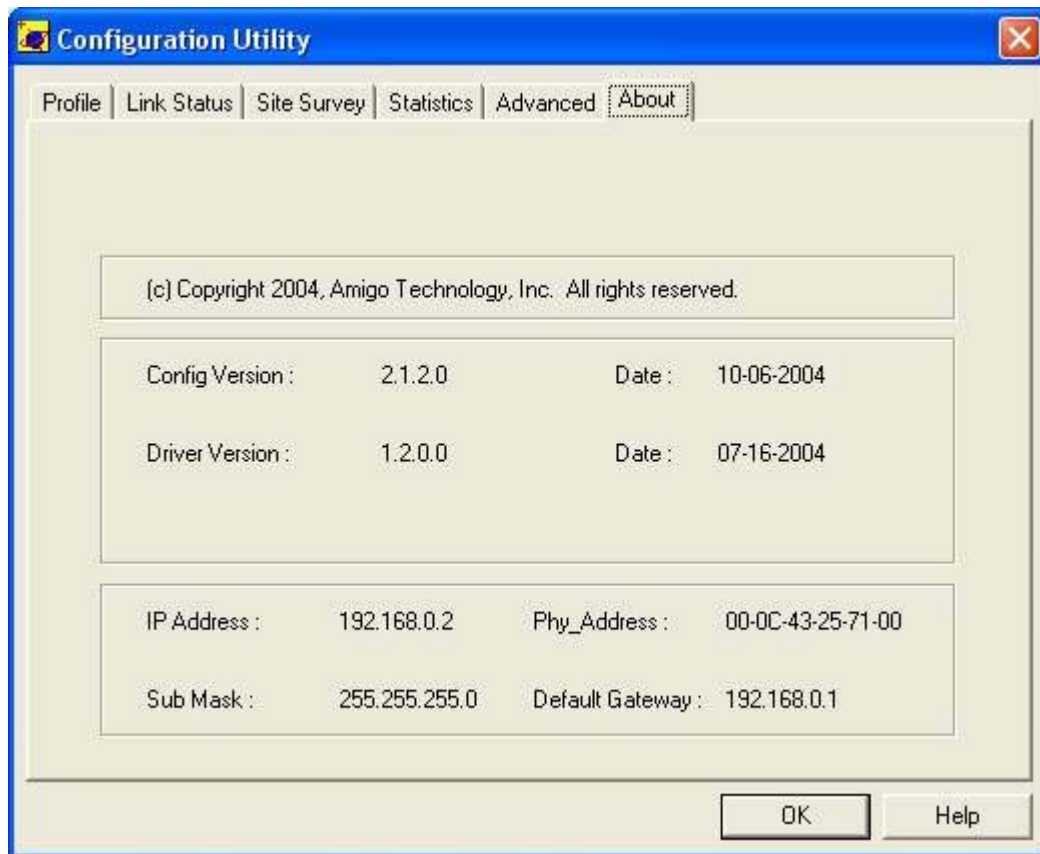 Configuration Utility
Profile Link Status Site Survey Statistics Advanced About
(c) Copyright 2004, Amigo Technology, Inc. All rights reserved.
Config Version : 2.1.2.0 Date : 10-06-2004
Driver Version : 1.2.0.0 Date : 07-16-2004
IP Address : 192.168.0.2 Phy_Address : 00-0C-43-25-71-00
Sub Mask : 255.255.255.0 Default Gateway : 192.168.0.1
OK Help